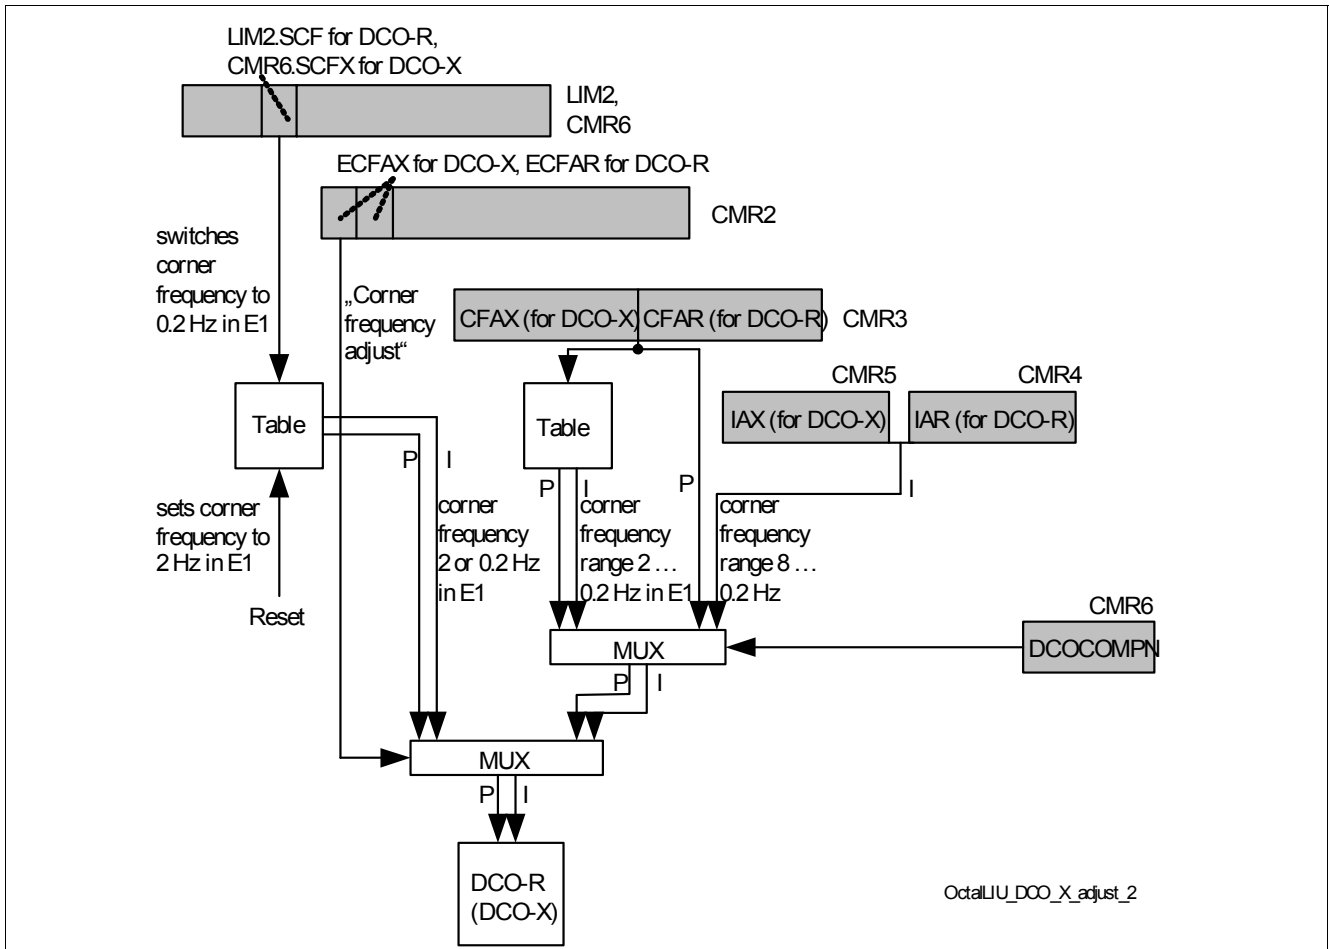 LIM2.SCF for DCO-R,
CMR6.SCFX for DCO-X
LIM2,
CMR6
ECFAX for DCO-X, ECFAR for DCO-R
CMR2
switches
corner
frequency to
0.2 Hz in E1
„Corner
frequency
adjust“
CFAX (for DCO-X)
CFAR (for DCO-R)
CMR3
CMR5
CMR4
IAX (for DCO-X)
IAR (for DCO-R)
Table
Table
P
I
P
I
P
I
sets corner
frequency to
2 Hz in E1
Reset
corner
frequency
2 or 0.2 Hz
in E1
corner
frequency
range 2 …
0.2 Hz in E1
corner
frequency
range 8 …
0.2 Hz
CMR6
DCOCOMPN
MUX
P
I
MUX
P
I
DCO-R
(DCO-X)
OctalLIU_DCO_X_adjust_2